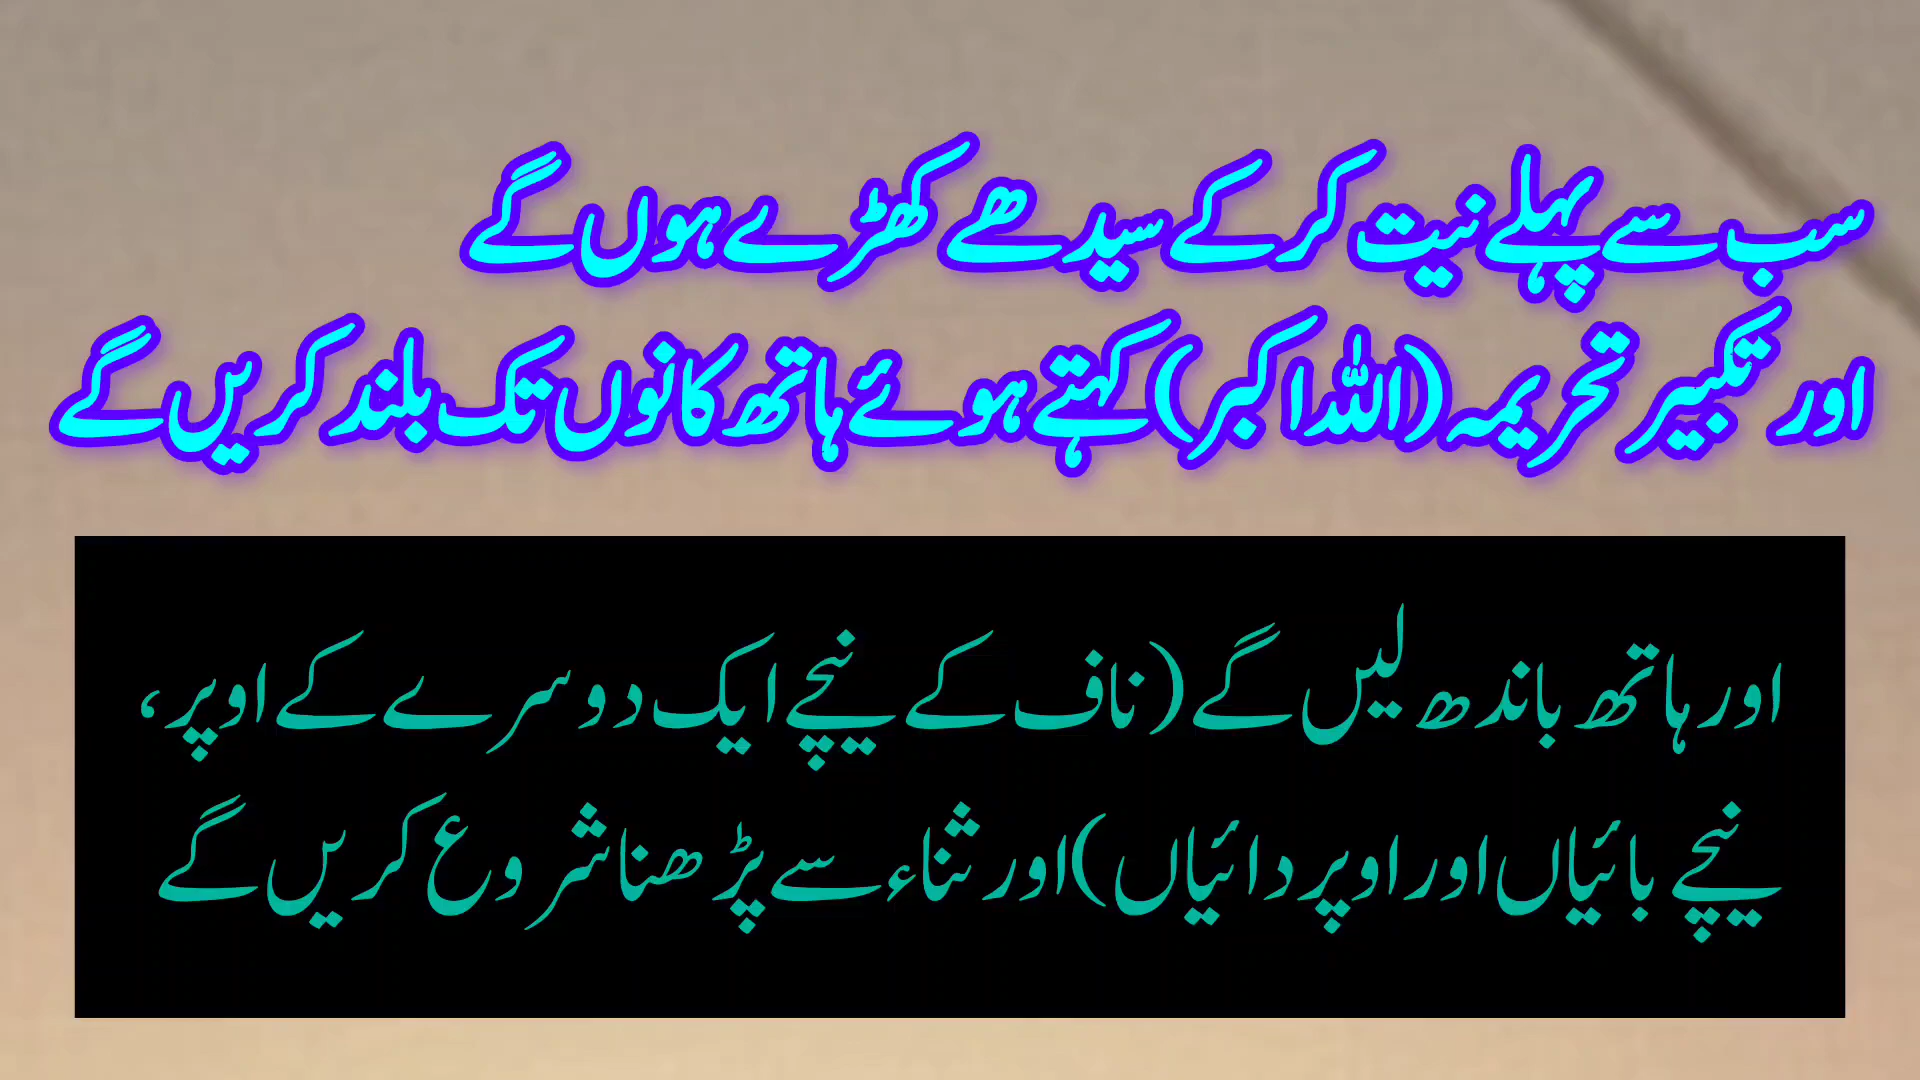 سب سے پہلے نیت کر کے سیدھے کھڑے ہوں گے
اور تکبیر تحریمہ (اللہ اکبر) کہتے ہوئے ہاتھ کانوں تک بلند کریں گے
اور ہاتھ باندھ لیں گے (ناف کے نیچے ایک دوسرے کے اوپر،
نیچے بائیاں اور اوپر دائیاں) اور ثناء سے پڑھنا شروع کریں گے